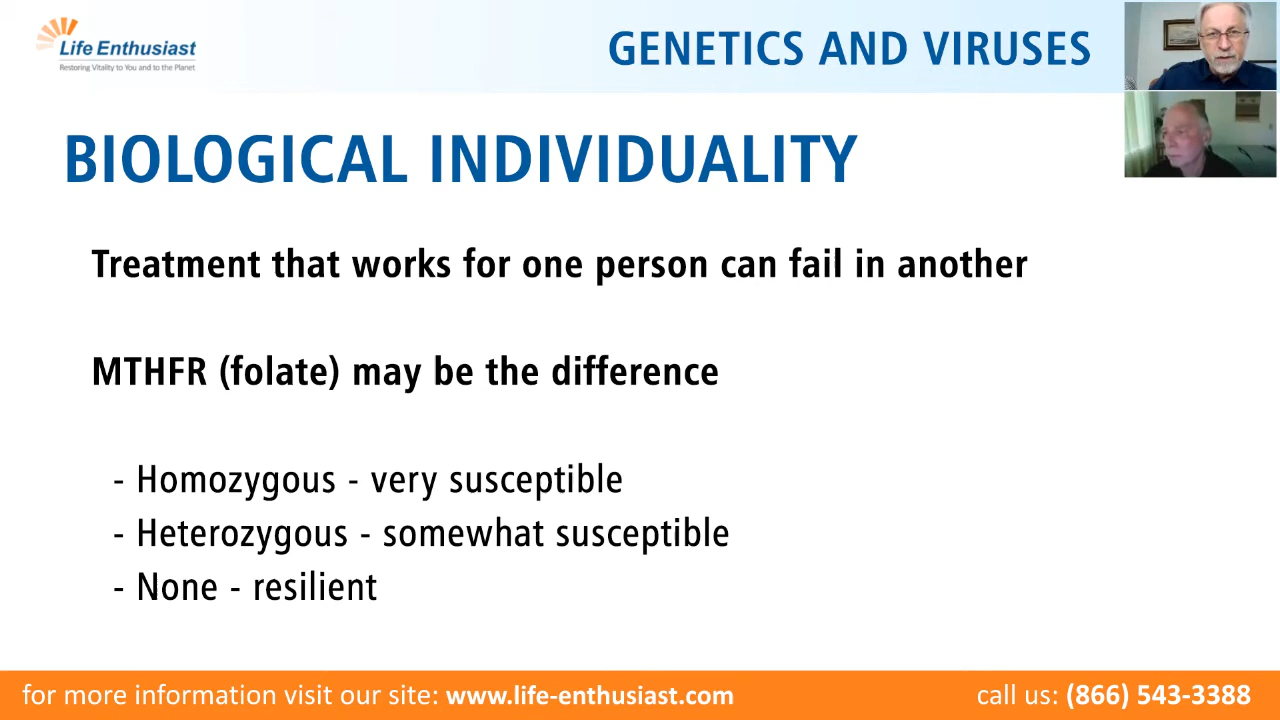 Life Enthusiast
Restoring Vitality to You and to the Planet
GENETICS AND VIRUSES
BIOLOGICAL INDIVIDUALITY
Treatment that works for one person can fail in another
MTHFR (folate) may be the difference
- Homozygous - very susceptible
- Heterozygous - somewhat susceptible
- None - resilient
for more information visit our site: www.life-enthusiast.com
call us: (866) 543-3388